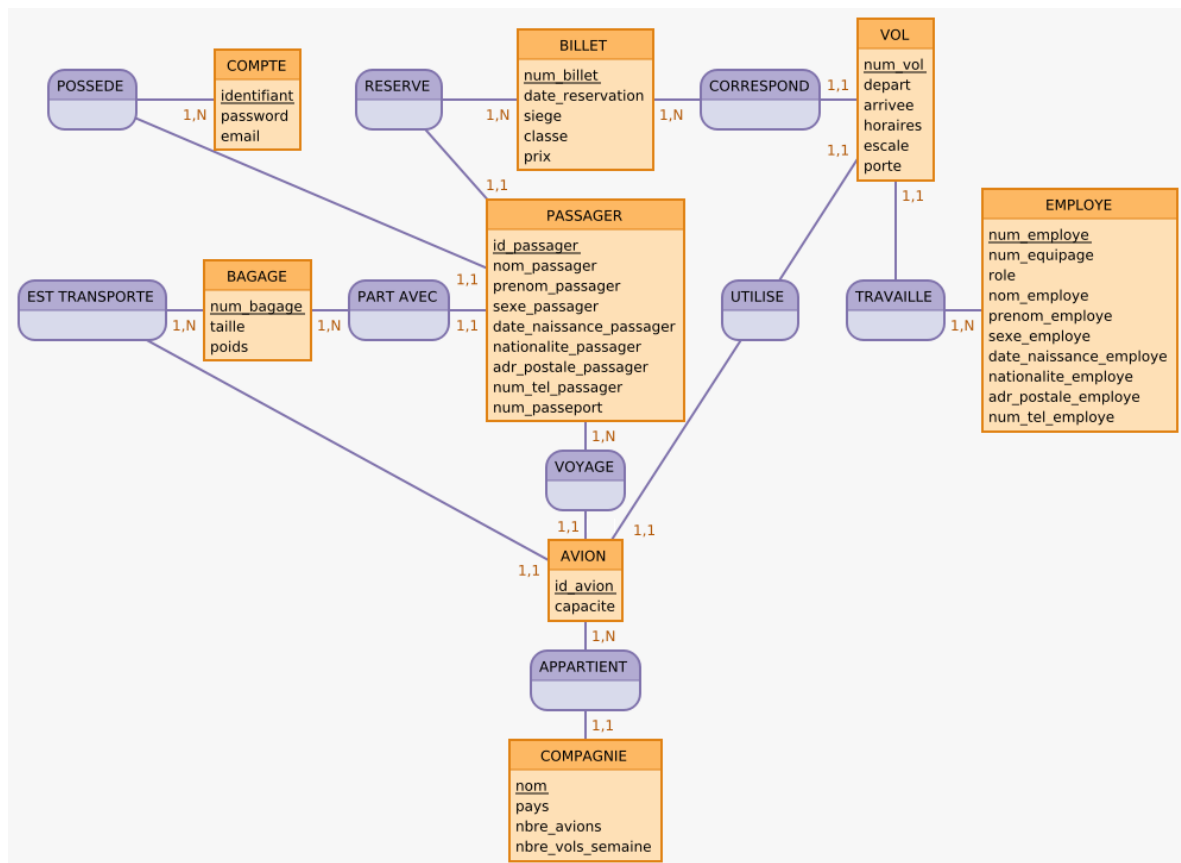 POSSEDE
1,N
COMPTE
identifiant
password
email
RESERVE
1,N
1,1
BILLET
num_billet
date_reservation
siege
classe
prix
1,N
CORRESPOND
1,1
1,1
VOL
num_vol
depart
arrivee
horaires
escale
porte
1,1
EST TRANSPORTE
1,N
BAGAGE
num_bagage
taille
poids
1,N
PART AVEC
1,1
1,1
PASSAGER
id_passager
nom_passager
prenom_passager
sexe_passager
date_naissance_passager
nationalite_passager
adr_postale_passager
num_tel_passager
num_passeport
UTILISE
TRAVAILLE
1,N
EMPLOYE
num_employe
num_equipage
role
nom_employe
prenom_employe
sexe_employe
date_naissance_employe
nationalite_employe
adr_postale_employe
num_tel_employe
1,N
VOYAGE
1,1
1,1
1,1
AVION
id_avion
capacite
1,N
APPARTIENT
1,1
COMPAGNIE
nom
pays
nbre_avions
nbre_vols_semaine